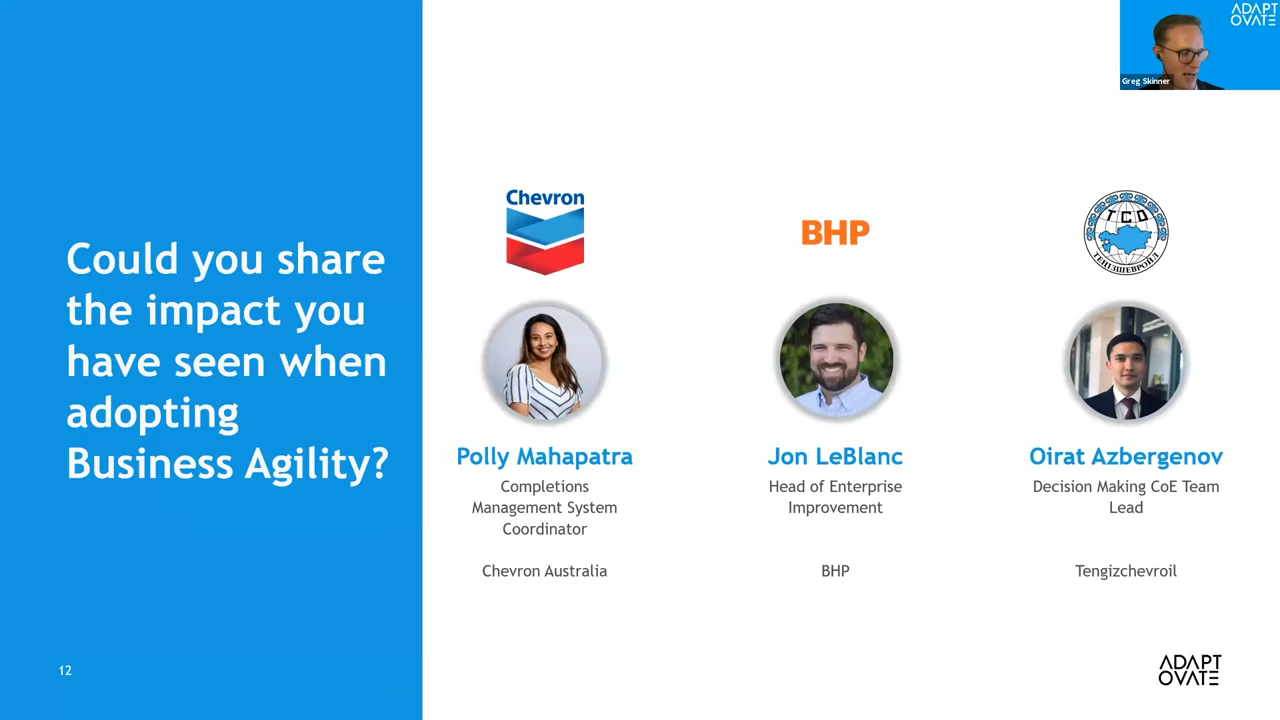 ADAPT
OVATE
Greg Skinner
Could you share
the impact you
have seen when
adopting
Business Agility?
Chevron
BHP
ТСО
ТЕҢІЗШЕВРОЙЛ
Polly Mahapatra
Completions
Management System
Coordinator
Chevron Australia
Jon LeBlanc
Head of Enterprise
Improvement
BHP
Oirat Azbergenov
Decision Making CoE Team
Lead
Tengizchevroil
12
ADAPT
OVATE